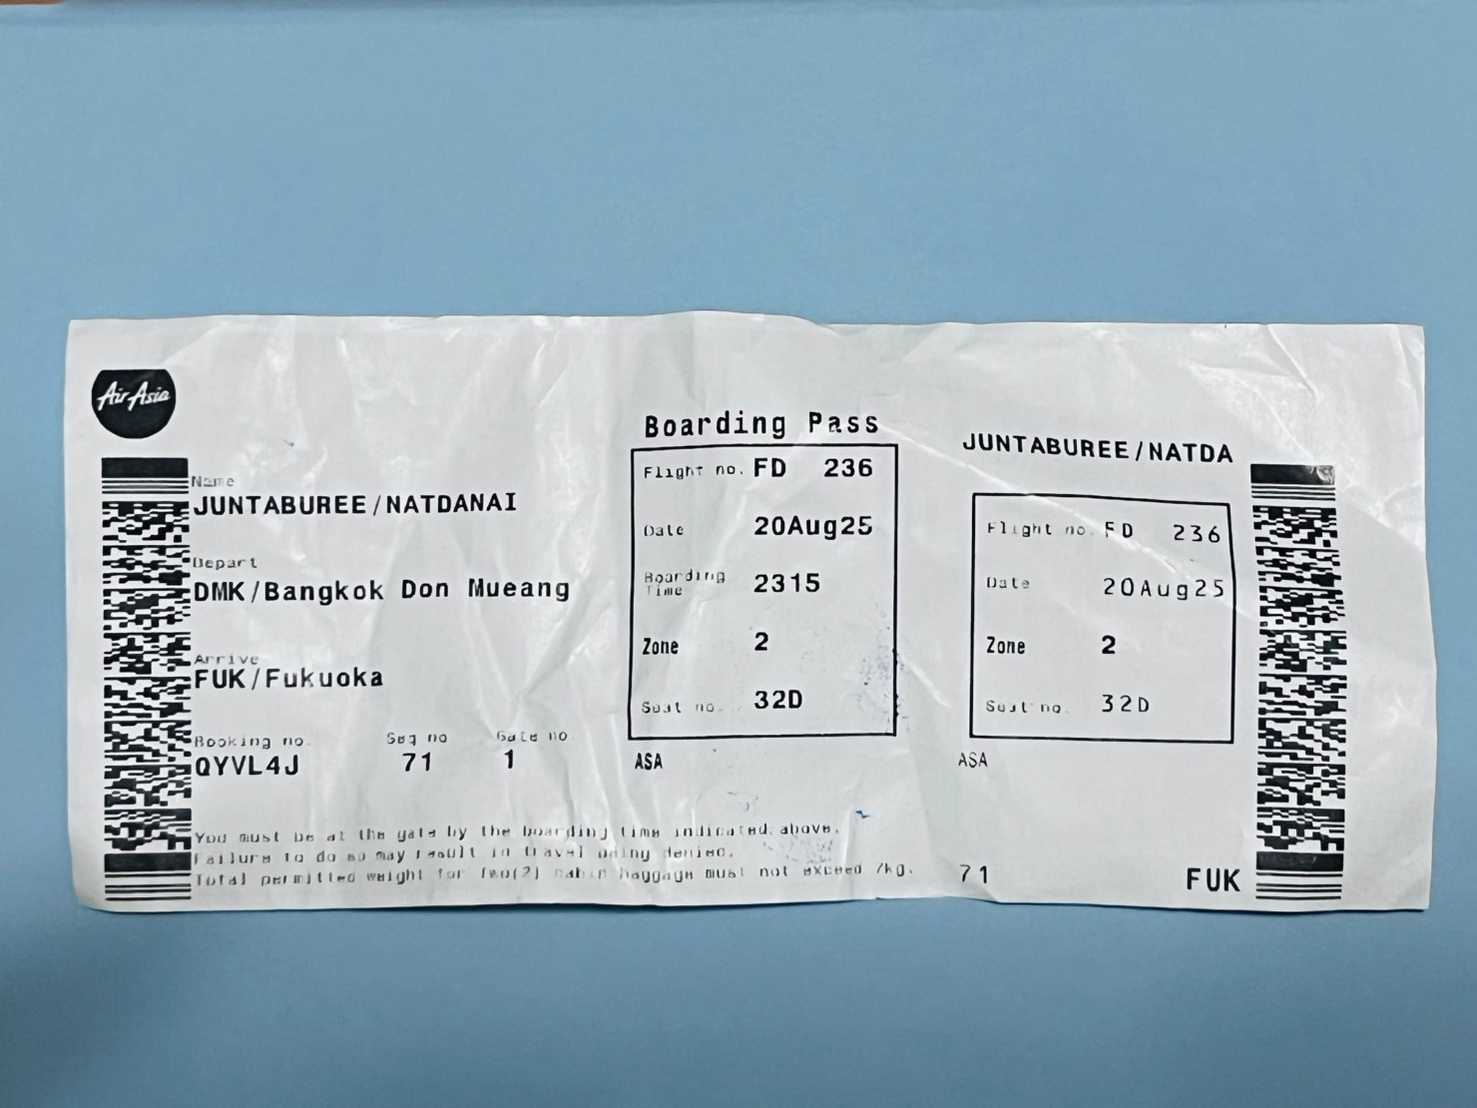 AirAsia
Name
JUNTABUREE/NATDANAI
Depart
DMK/Bangkok Don Mueang
Arrive
FUK/Fukuoka
Booking no. Seq no Gate no.
QYVL4J 71 1
You must be at the gate by the boarding time indicated above.
Failure to do so may result in travel being denied.
Total permitted weight for two(2) cabin baggage must not exceed 7kg.
Boarding Pass
Flight no. FD 236
Date 20Aug25
Boarding Time 2315
Zone 2
Seat no. 32D
ASA
JUNTABUREE/NATDA
Flight no. FD 236
Date 20Aug25
Zone 2
Seat no. 32D
ASA
71 FUK